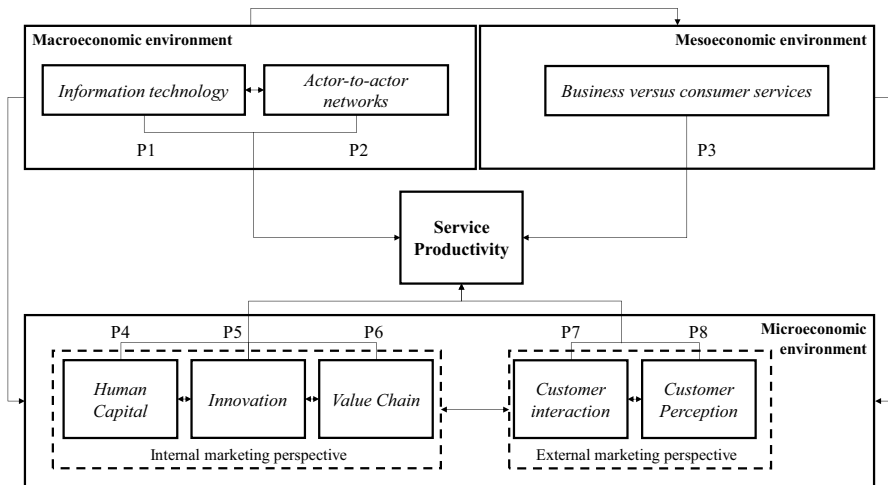 Macroeconomic environment
Information technology
Actor-to-actor
networks
P1
P2
Mesoeconomic environment
Business versus consumer services
P3
Service
Productivity
Microeconomic
environment
P4
P5
P6
P7
P8
Human
Capital
Innovation
Value Chain
Internal marketing perspective
Customer
interaction
Customer
Perception
External marketing perspective